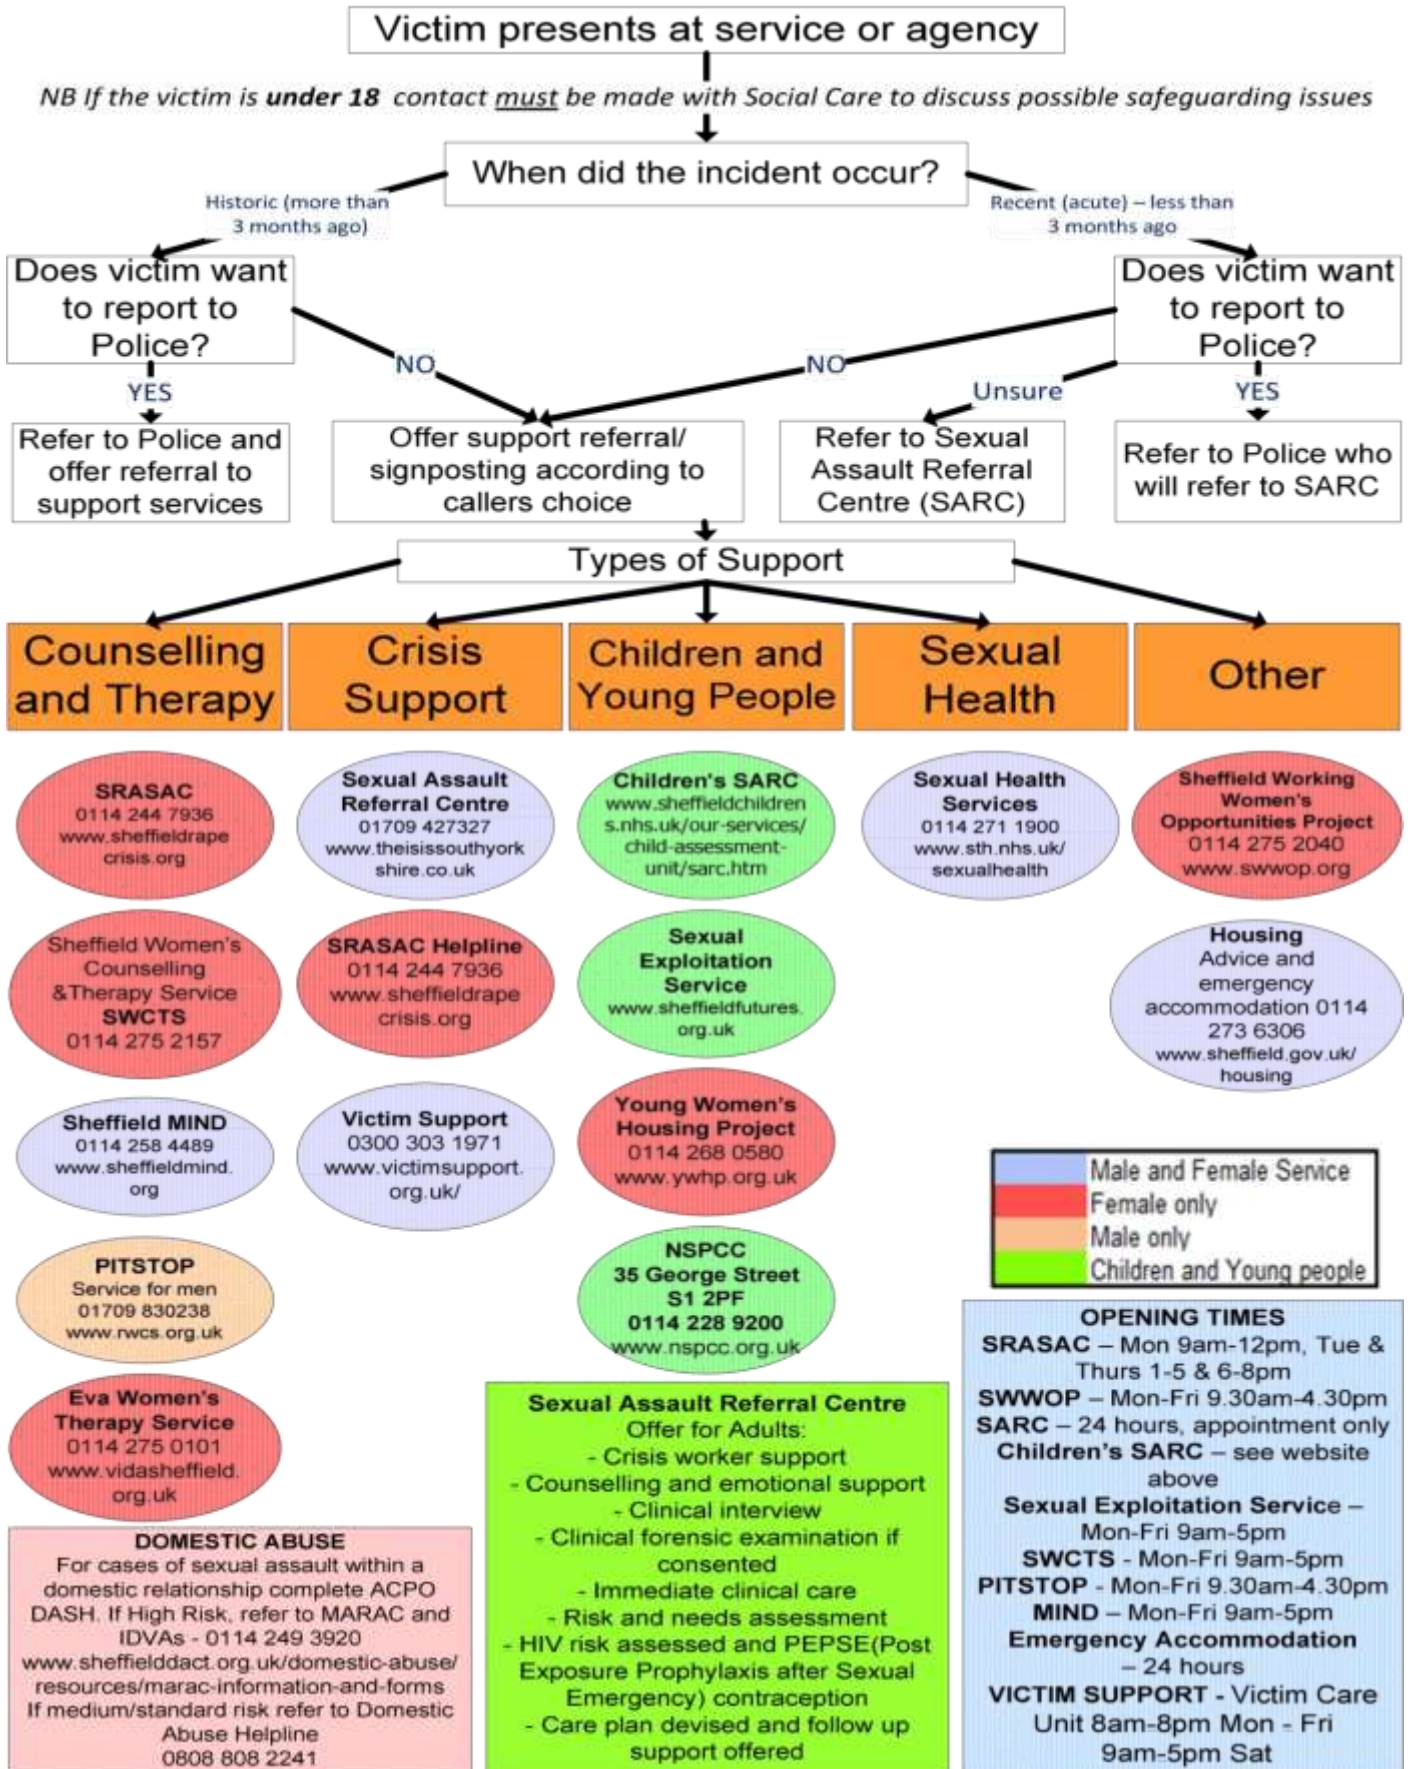 Victim presents at service or agency
NB If the victim is under 18 contact must be made with Social Care to discuss possible safeguarding issues
When did the incident occur?
Historic (more than
3 months ago)
Recent (acute) – less than
3 months ago
Does victim want
to report to
Police?
Does victim want
to report to
Police?
NO
NO
YES
Unsure
YES
Refer to Police and
offer referral to
support services
Offer support referral/
signposting according to
callers choice
Refer to Sexual
Assault Referral
Centre (SARC)
Refer to Police who
will refer to SARC
Types of Support
Counselling
and Therapy
Crisis
Support
Children and
Young People
Sexual
Health
Other
SRASAC
0114 244 7936
www.sheffieldrape
crisis.org
Sheffield Women's
Counselling
&Therapy Service
SWCTS
0114 275 2157
Sheffield MIND
0114 258 4489
www.sheffieldmind.
org
PITSTOP
Service for men
01709 830238
www.rwcs.org.uk
Eva Women's
Therapy Service
0114 275 0101
www.vidasheffield.
org.uk
Sexual Assault
Referral Centre
01709 427327
www.theisissouthyork
shire.co.uk
SRASAC Helpline
0114 244 7936
www.sheffieldrape
crisis.org
Victim Support
0300 303 1971
www.victimsupport.
org.uk/
Children's SARC
www.sheffieldchildren
s.nhs.uk/our-services/
child-assessment-
unit/sarc.htm
Sexual
Exploitation
Service
www.sheffieldfutures.
org.uk
Young Women's
Housing Project
0114 268 0580
www.ywhp.org.uk
NSPCC
35 George Street
S1 2PF
0114 228 9200
www.nspcc.org.uk
Sexual Health
Services
0114 271 1900
www.sth.nhs.uk/
sexualhealth
Sheffield Working
Women's
Opportunities Project
0114 275 2040
www.swwop.org
Housing
Advice and
emergency
accommodation 0114
273 6306
www.sheffield.gov.uk/
housing
Male and Female Service
Female only
Male only
Children and Young people
DOMESTIC ABUSE
For cases of sexual assault within a
domestic relationship complete ACPO
DASH. If High Risk, refer to MARAC and
IDVAs - 0114 249 3920
www.sheffielddact.org.uk/domestic-abuse/
resources/marac-information-and-forms
If medium/standard risk refer to Domestic
Abuse Helpline
0808 808 2241
Sexual Assault Referral Centre
Offer for Adults:
- Crisis worker support
- Counselling and emotional support
- Clinical interview
- Clinical forensic examination if
consented
- Immediate clinical care
- Risk and needs assessment
- HIV risk assessed and PEPSE(Post
Exposure Prophylaxis after Sexual
Emergency) contraception
- Care plan devised and follow up
support offered
OPENING TIMES
SRASAC – Mon 9am-12pm, Tue &
Thurs 1-5 & 6-8pm
SWWOP – Mon-Fri 9.30am-4.30pm
SARC – 24 hours, appointment only
Children's SARC – see website
above
Sexual Exploitation Service –
Mon-Fri 9am-5pm
SWCTS - Mon-Fri 9am-5pm
PITSTOP - Mon-Fri 9.30am-4.30pm
MIND – Mon-Fri 9am-5pm
Emergency Accommodation
– 24 hours
VICTIM SUPPORT - Victim Care
Unit 8am-8pm Mon - Fri
9am-5pm Sat